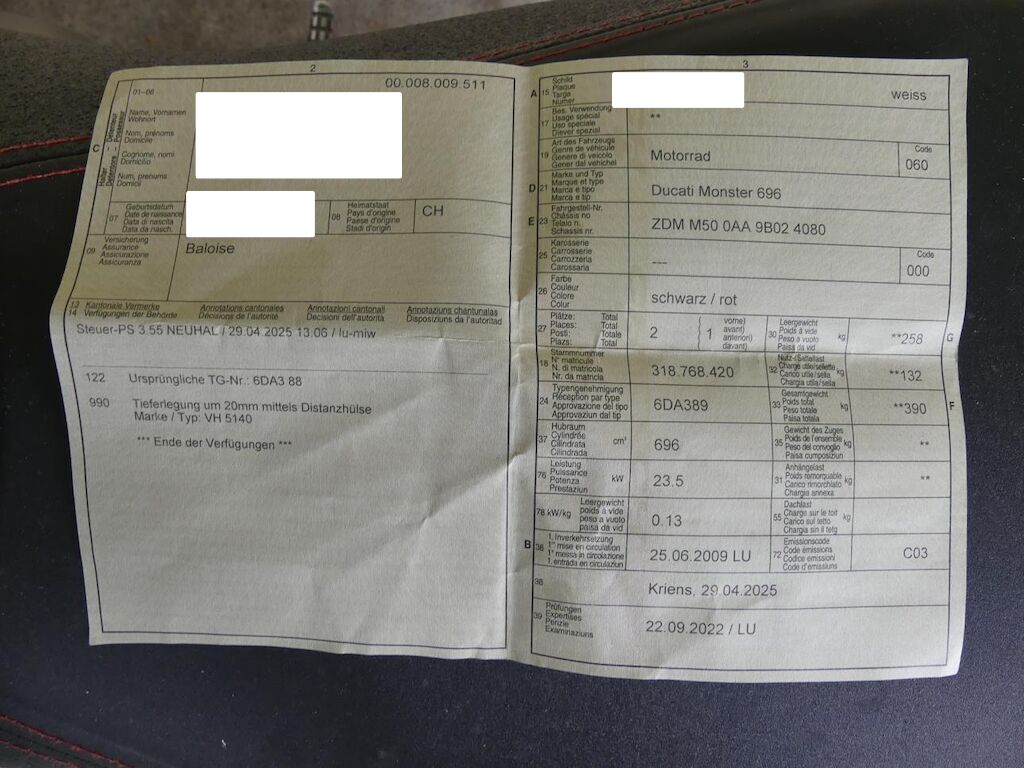 2
00.008.009.511
01–06
Name, Vornamen
Wohnort
Nom, prénoms
Domicile
Cognome, nomi
Domicilio
Num, prenums
Domicil
C
Halter - Détenteur
Detentore - Possessur
07
Geburtsdatum
Date de naissance
Data di nascita
Data da nasch.
08
Heimatstaat
Pays d'origine
Paese d'origine
Stadi d'origin
CH
09
Versicherung
Assurance
Assicurazione
Assicuranza
Baloise
13 Kantonale Vermerke Annotations cantonales Annotazioni cantonali Annotaziuns chantunalas
14 Verfügungen der Behörde Décisions de l'autorité Decisioni dell'autorità Disposiziuns da l'autoritad
Steuer-PS 3.55 NEUHAL / 29.04.2025 13:06 / lu-miw
122 Ursprüngliche TG-Nr.: 6DA3 88
990 Tieferlegung um 20mm mittels Distanzhülse
Marke / Typ: VH 5140
*** Ende der Verfügungen ***
3
A 15
Schild
Plaque
Targa
Numer
weiss
17
Bes. Verwendung
Usage spécial
Uso speciale
Diever spezial
**
19
Art des Fahrzeugs
Genre de véhicule
Genere di veicolo
Gener dal vehichel
Motorrad
Code
060
D 21
Marke und Typ
Marque et type
Marca e tipo
Marca e tip
Ducati Monster 696
E 23
Fahrgestell-Nr.
Châssis no
Telaio n.
Schassis nr.
ZDM M50 0AA 9B02 4080
25
Karosserie
Carrosserie
Carrozzeria
Carossaria
---
Code
000
26
Farbe
Couleur
Colore
Colur
schwarz / rot
27
Plätze: Total
Places: Total
Posti: Totale
Plazs: Total
2
{ 1
vorne)
avant)
anteriori)
davant)
30
Leergewicht
Poids à vide
Peso a vuoto
Paisa da vid
kg
**258
G
18
Stammnummer
N° matricule
N. di matricola
Nr. da matricla
318.768.420
32
Nutz-/Sattellast
Charge utile/sellette
Carico utile/sella
Chargia utila/sella
kg
**132
24
Typengenehmigung
Réception par type
Approvazione del tipo
Approvaziun dal tip
6DA389
33
Gesamtgewicht
Poids total
Peso totale
Paisa totala
kg
**390
F
37
Hubraum
Cylindrée
Cilindrata
Cilindrada
cm³
696
35
Gewicht des Zuges
Poids de l'ensemble
Peso del convoglio
Paisa cumposiziun
kg
**
76
Leistung
Puissance
Potenza
Prestaziun
kW
23.5
31
Anhängelast
Poids remorquable
Carico rimorchiato
Chargia annexa
kg
**
78 kW/kg
Leergewicht
poids à vide
peso a vuoto
paisa da vid
0.13
55
Dachlast
Charge sur le toit
Carico sul tetto
Chargia sin il tetg
kg
B 36
1. Inverkehrsetzung
1re mise en circulation
1a messa in circolazione
1. entrada en circulaziun
25.06.2009 LU
72
Emissionscode
Code émissions
Codice emissioni
Code d'emissiuns
C03
38
Kriens, 29.04.2025
39
Prüfungen
Expertises
Perizie
Examinaziuns
22.09.2022 / LU